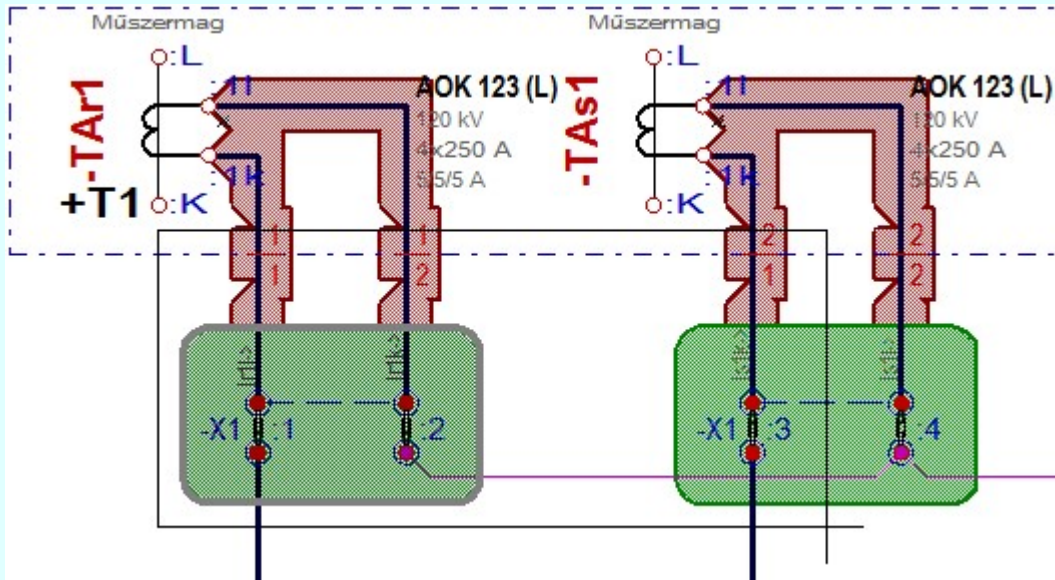 Műszermag
:L
:1l
-TAr1
AOK 123 (L)
120 kV
4x250 A
5/5/5 A
:1k
+T1
:K
1
1
1
2
Ir1l>
Ir1k>
-X1
:1
:2
Műszermag
:L
:1l
-TAs1
AOK 123 (L)
120 kV
4x250 A
5/5/5 A
:1k
:K
2
1
2
2
-X1
:3
:4